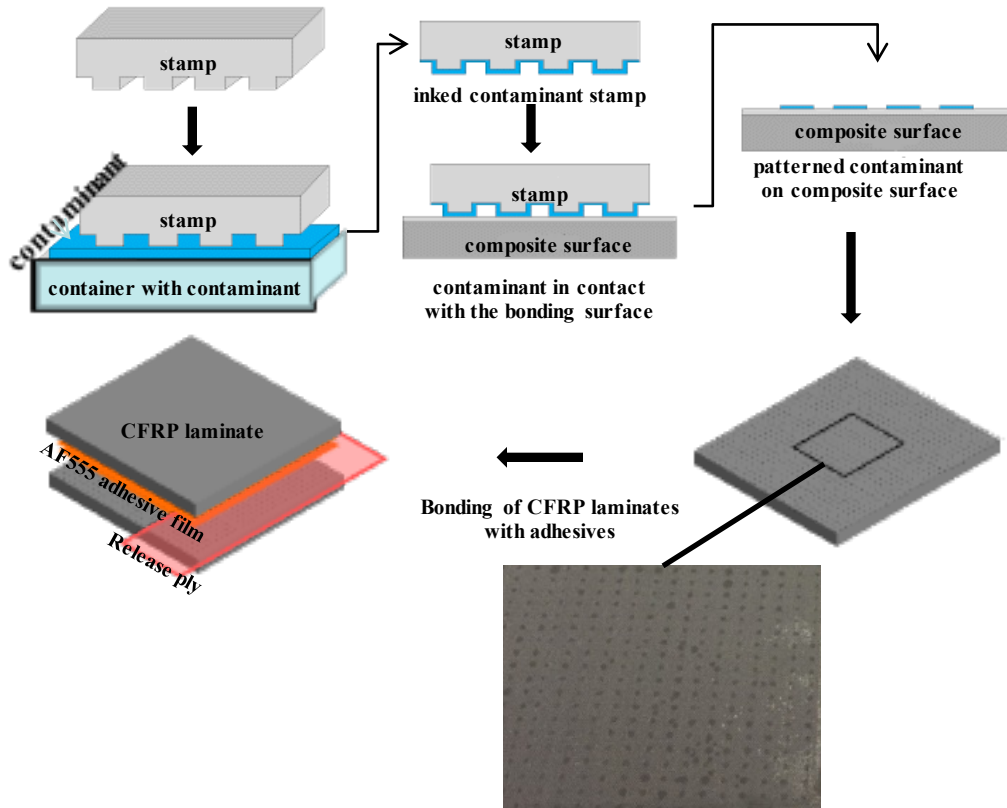 stamp
contaminant
stamp
container with contaminant
stamp
inked contaminant stamp
stamp
composite surface
contaminant in contact
with the bonding surface
composite surface
patterned contaminant
on composite surface
Bonding of CFRP laminates
with adhesives
CFRP laminate
AF555 adhesive film
Release ply